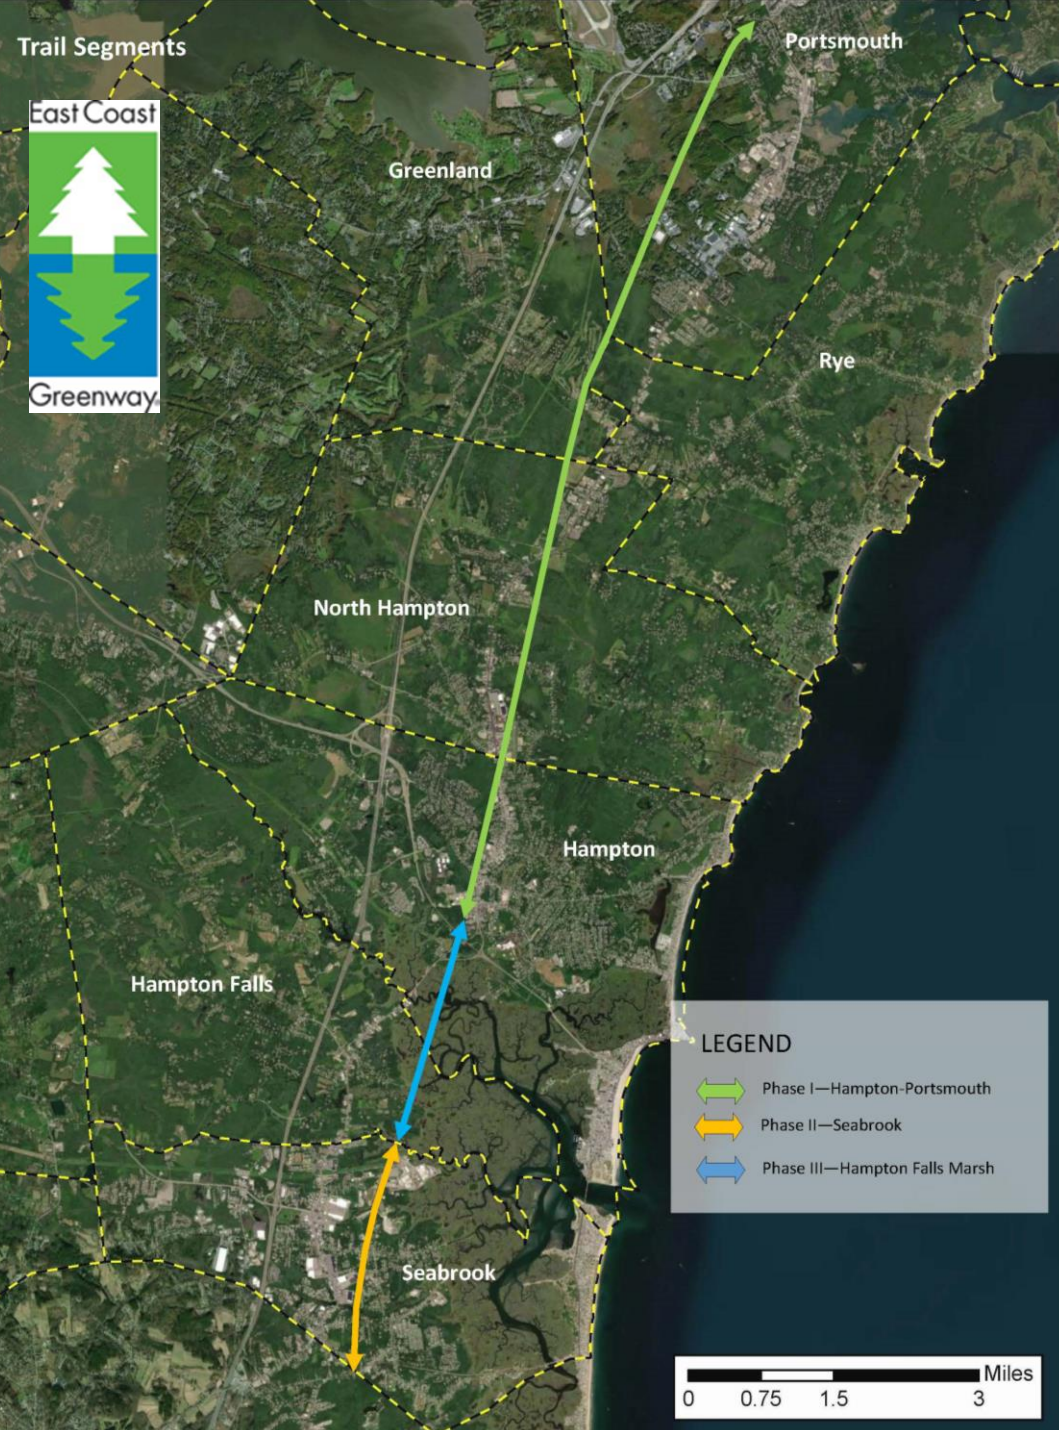 Trail Segments
East Coast
Greenway
Portsmouth
Greenland
Rye
North Hampton
Hampton
Hampton Falls
Seabrook
LEGEND
Phase I—Hampton-Portsmouth
Phase II—Seabrook
Phase III—Hampton Falls Marsh
Miles
0 0.75 1.5 3